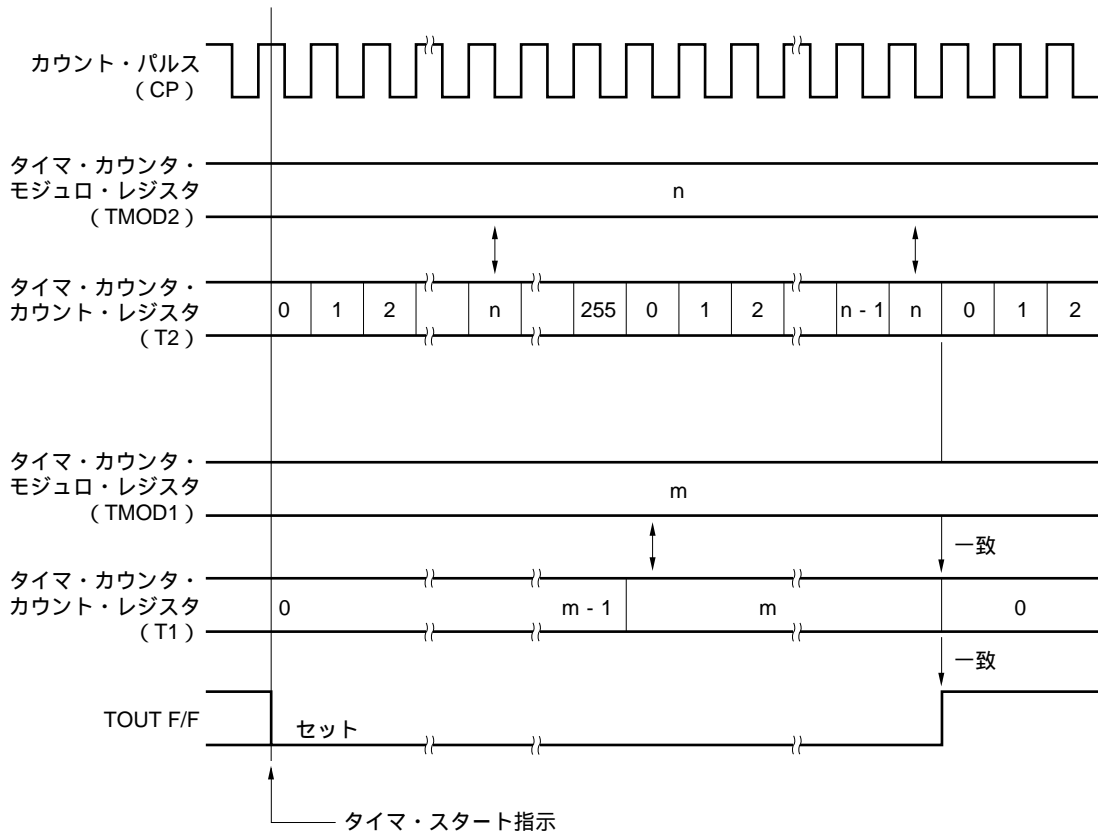 カウント・パルス
（CP）
タイマ・カウンタ・
モジュロ・レジスタ
（TMOD2）
n
タイマ・カウンタ・
カウント・レジスタ
（T2）
0 1 2 n 255 0 1 2 n - 1 n 0 1 2
タイマ・カウンタ・
モジュロ・レジスタ
（TMOD1）
m
一致
タイマ・カウンタ・
カウント・レジスタ
（T1）
0 m - 1 m 0
一致
TOUT F/F
セット
タイマ・スタート指示